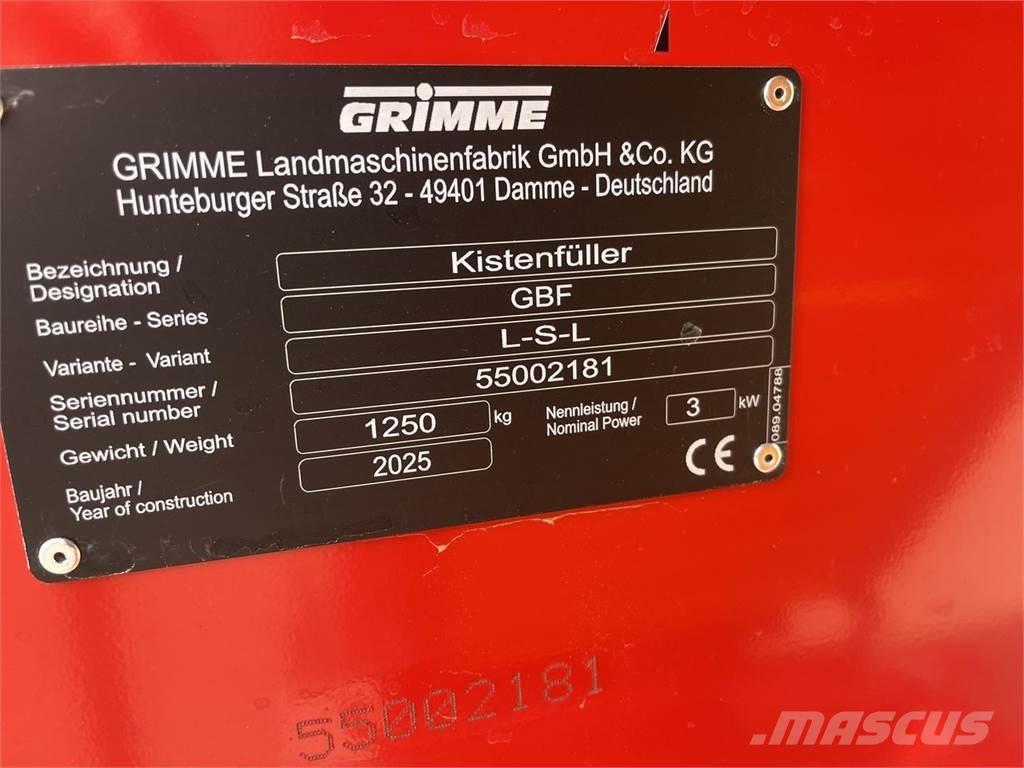 GRIMME
GRIMME Landmaschinenfabrik GmbH &Co. KG
Hunteburger Straße 32 - 49401 Damme - Deutschland
Bezeichnung /
Designation
Kistenfüller
Baureihe - Series
GBF
Variante - Variant
L-S-L
Seriennummer /
Serial number
55002181
Gewicht / Weight
1250 kg
Nennleistung /
Nominal Power
3 kW
Baujahr /
Year of construction
2025
CE
089.04788
55002181
MASCUS